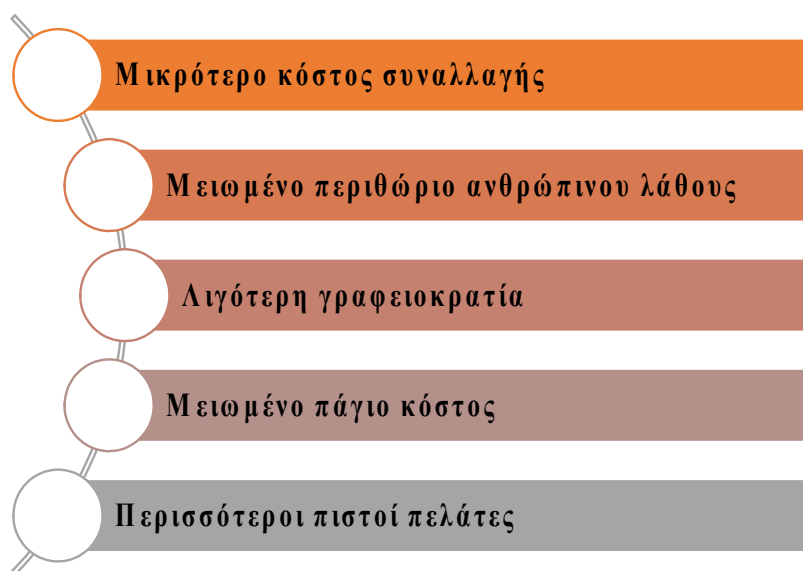 Μικρότερο κόστος συναλλαγής
Μειωμένο περιθώριο ανθρώπινου λάθους
Λιγότερη γραφειοκρατία
Μειωμένο πάγιο κόστος
Περισσότεροι πιστοί πελάτες